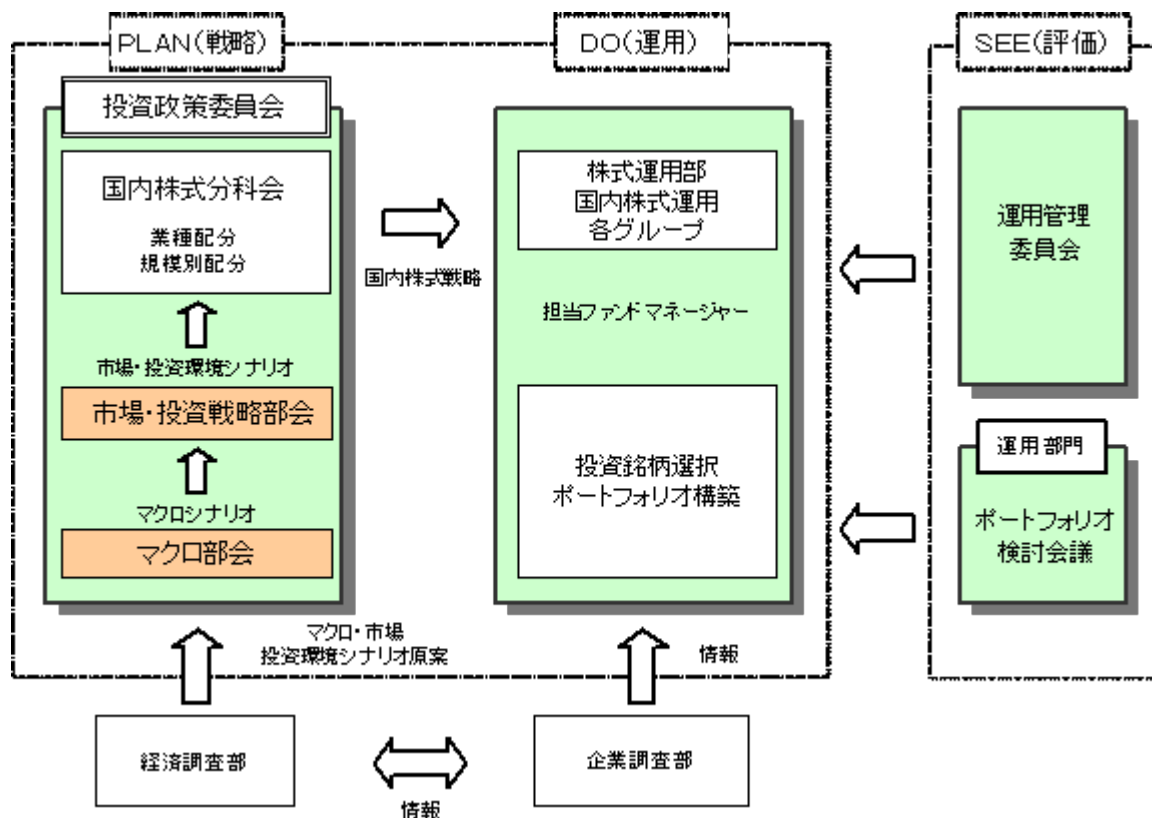 PLAN(戦略)
投資政策委員会
国内株式分科会
業種配分
規模別配分
市場・投資環境シナリオ
市場・投資戦略部会
マクロシナリオ
マクロ部会
国内株式戦略
DO(運用)
株式運用部
国内株式運用
各グループ
担当ファンドマネージャー
投資銘柄選択
ポートフォリオ構築
SEE(評価)
運用管理
委員会
運用部門
ポートフォリオ
検討会議
マクロ・市場
投資環境シナリオ原案
情報
経済調査部
情報
企業調査部